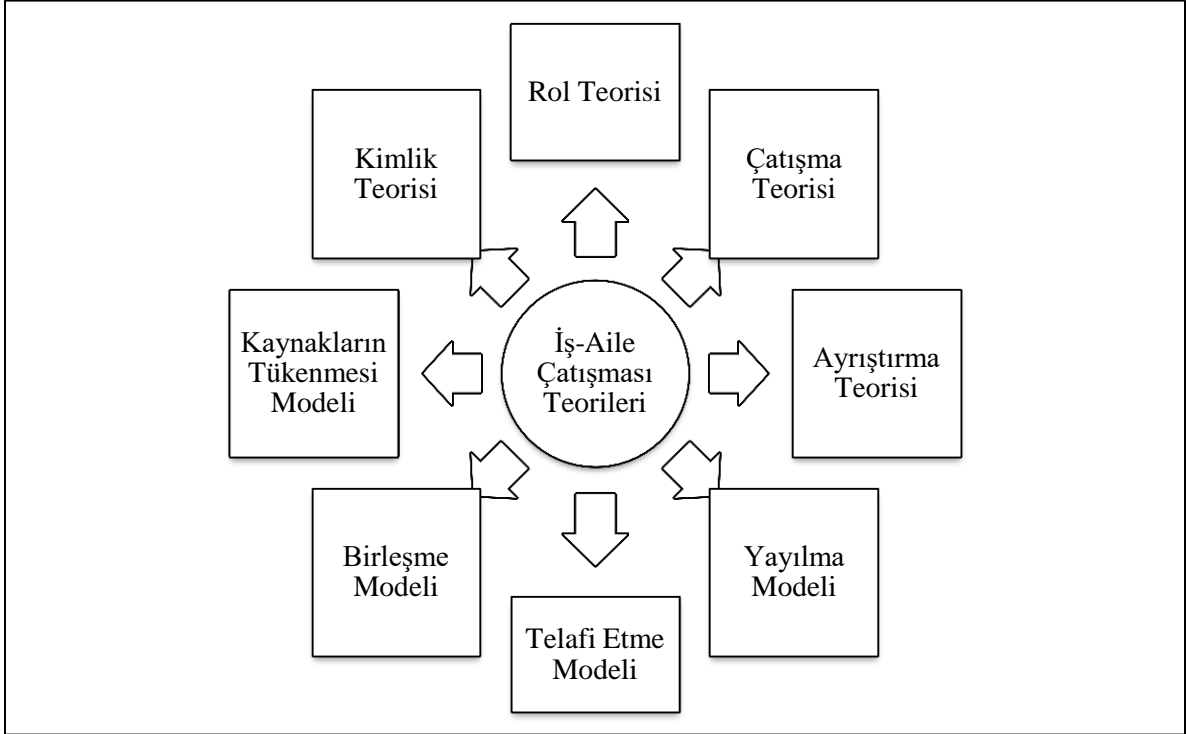 Rol Teorisi
Çatışma
Teorisi
Ayrıştırma
Teorisi
Yayılma
Modeli
Telafi Etme
Modeli
Birleşme
Modeli
Kaynakların
Tükenmesi
Modeli
Kimlik
Teorisi
İş-Aile
Çatışması
Teorileri